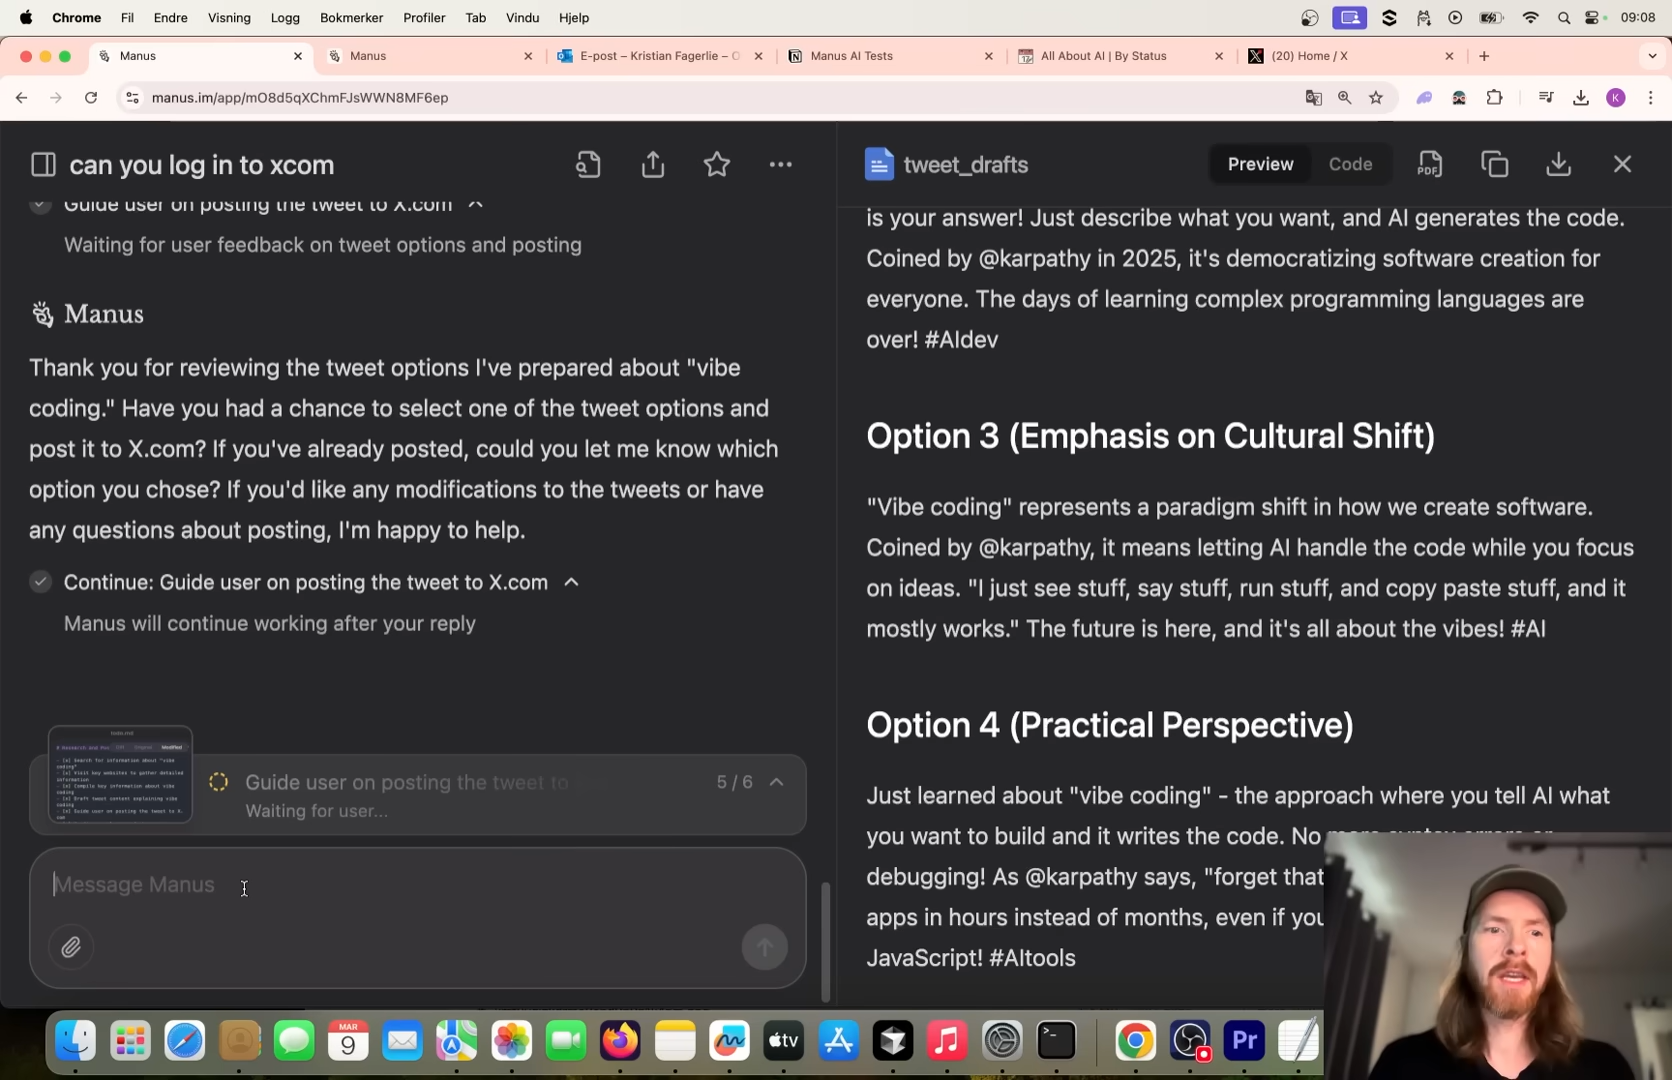 Chrome Fil Endre Visning Logg Bokmerker Profiler Tab Vindu Hjelp 09:08
Manus
Manus
E-post – Kristian Fagerlie – O
Manus AI Tests
All About AI | By Status
(20) Home / X
manus.im/app/mO8d5qXChmFJsWWN8MF6ep
K
can you log in to xcom
Guide user on posting the tweet to X.com
Waiting for user feedback on tweet options and posting
Manus
Thank you for reviewing the tweet options I've prepared about "vibe
coding." Have you had a chance to select one of the tweet options and
post it to X.com? If you've already posted, could you let me know which
option you chose? If you'd like any modifications to the tweets or have
any questions about posting, I'm happy to help.
Continue: Guide user on posting the tweet to X.com
Manus will continue working after your reply
Guide user on posting the tweet to
5 / 6
Waiting for user...
Message Manus
tweet_drafts
Preview
Code
PDF
is your answer! Just describe what you want, and AI generates the code.
Coined by @karpathy in 2025, it's democratizing software creation for
everyone. The days of learning complex programming languages are
over! #AIdev
Option 3 (Emphasis on Cultural Shift)
"Vibe coding" represents a paradigm shift in how we create software.
Coined by @karpathy, it means letting AI handle the code while you focus
on ideas. "I just see stuff, say stuff, run stuff, and copy paste stuff, and it
mostly works." The future is here, and it's all about the vibes! #AI
Option 4 (Practical Perspective)
Just learned about "vibe coding" - the approach where you tell AI what
you want to build and it writes the code. No
debugging! As @karpathy says, "forget that
apps in hours instead of months, even if you
JavaScript! #AItools
MAR
9
tv
Pr